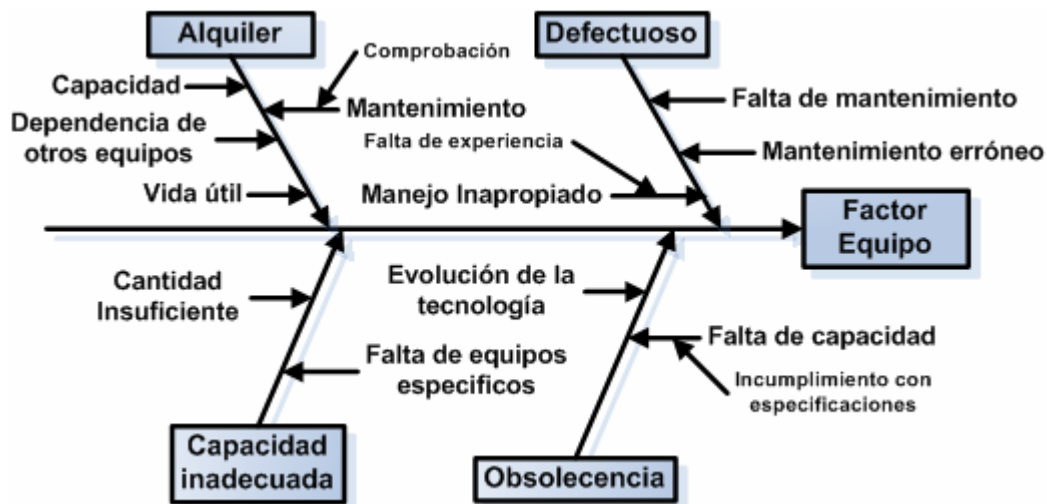 Alquiler
Defectuoso
Comprobación
Capacidad
Mantenimiento
Dependencia de
otros equipos
Vida útil
Falta de mantenimiento
Falta de experiencia
Mantenimiento erróneo
Manejo Inapropiado
Factor
Equipo
Cantidad
Insuficiente
Falta de equipos
especificos
Evolución de la
tecnología
Falta de capacidad
Incumplimiento con
especificaciones
Capacidad
inadecuada
Obsolecencia